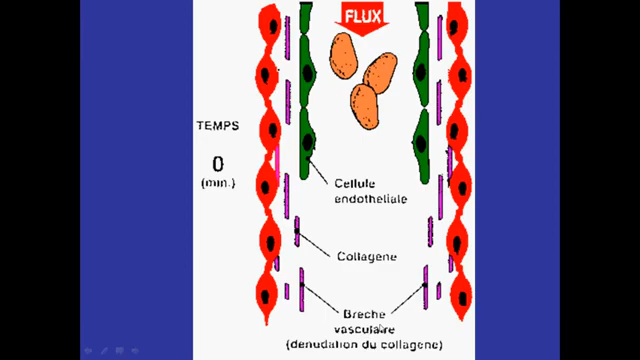 FLUX
TEMPS
0
(min.)
Cellule
endotheliale
Collagene
Breche
vasculaire
(denudation du collagene)